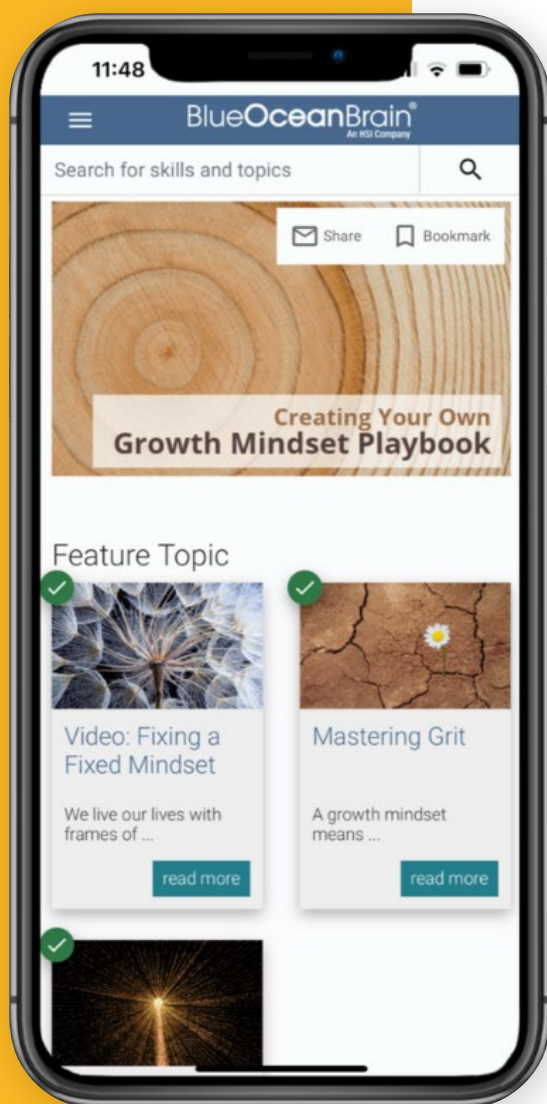 11:48
BlueOceanBrain®
An HSI Company
Search for skills and topics
Share
Bookmark
Creating Your Own
Growth Mindset Playbook
Feature Topic
Video: Fixing a
Fixed Mindset
We live our lives with
frames of ...
read more
Mastering Grit
A growth mindset
means ...
read more